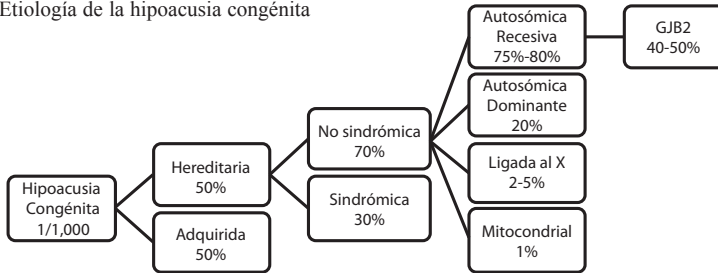 Etiología de la hipoacusia congénita
Hipoacusia
Congénita
1/1,000
Hereditaria
50%
Adquirida
50%
No sindrómica
70%
Sindrómica
30%
Autosómica
Recesiva
75%-80%
Autosómica
Dominante
20%
Ligada al X
2-5%
Mitocondrial
1%
GJB2
40-50%